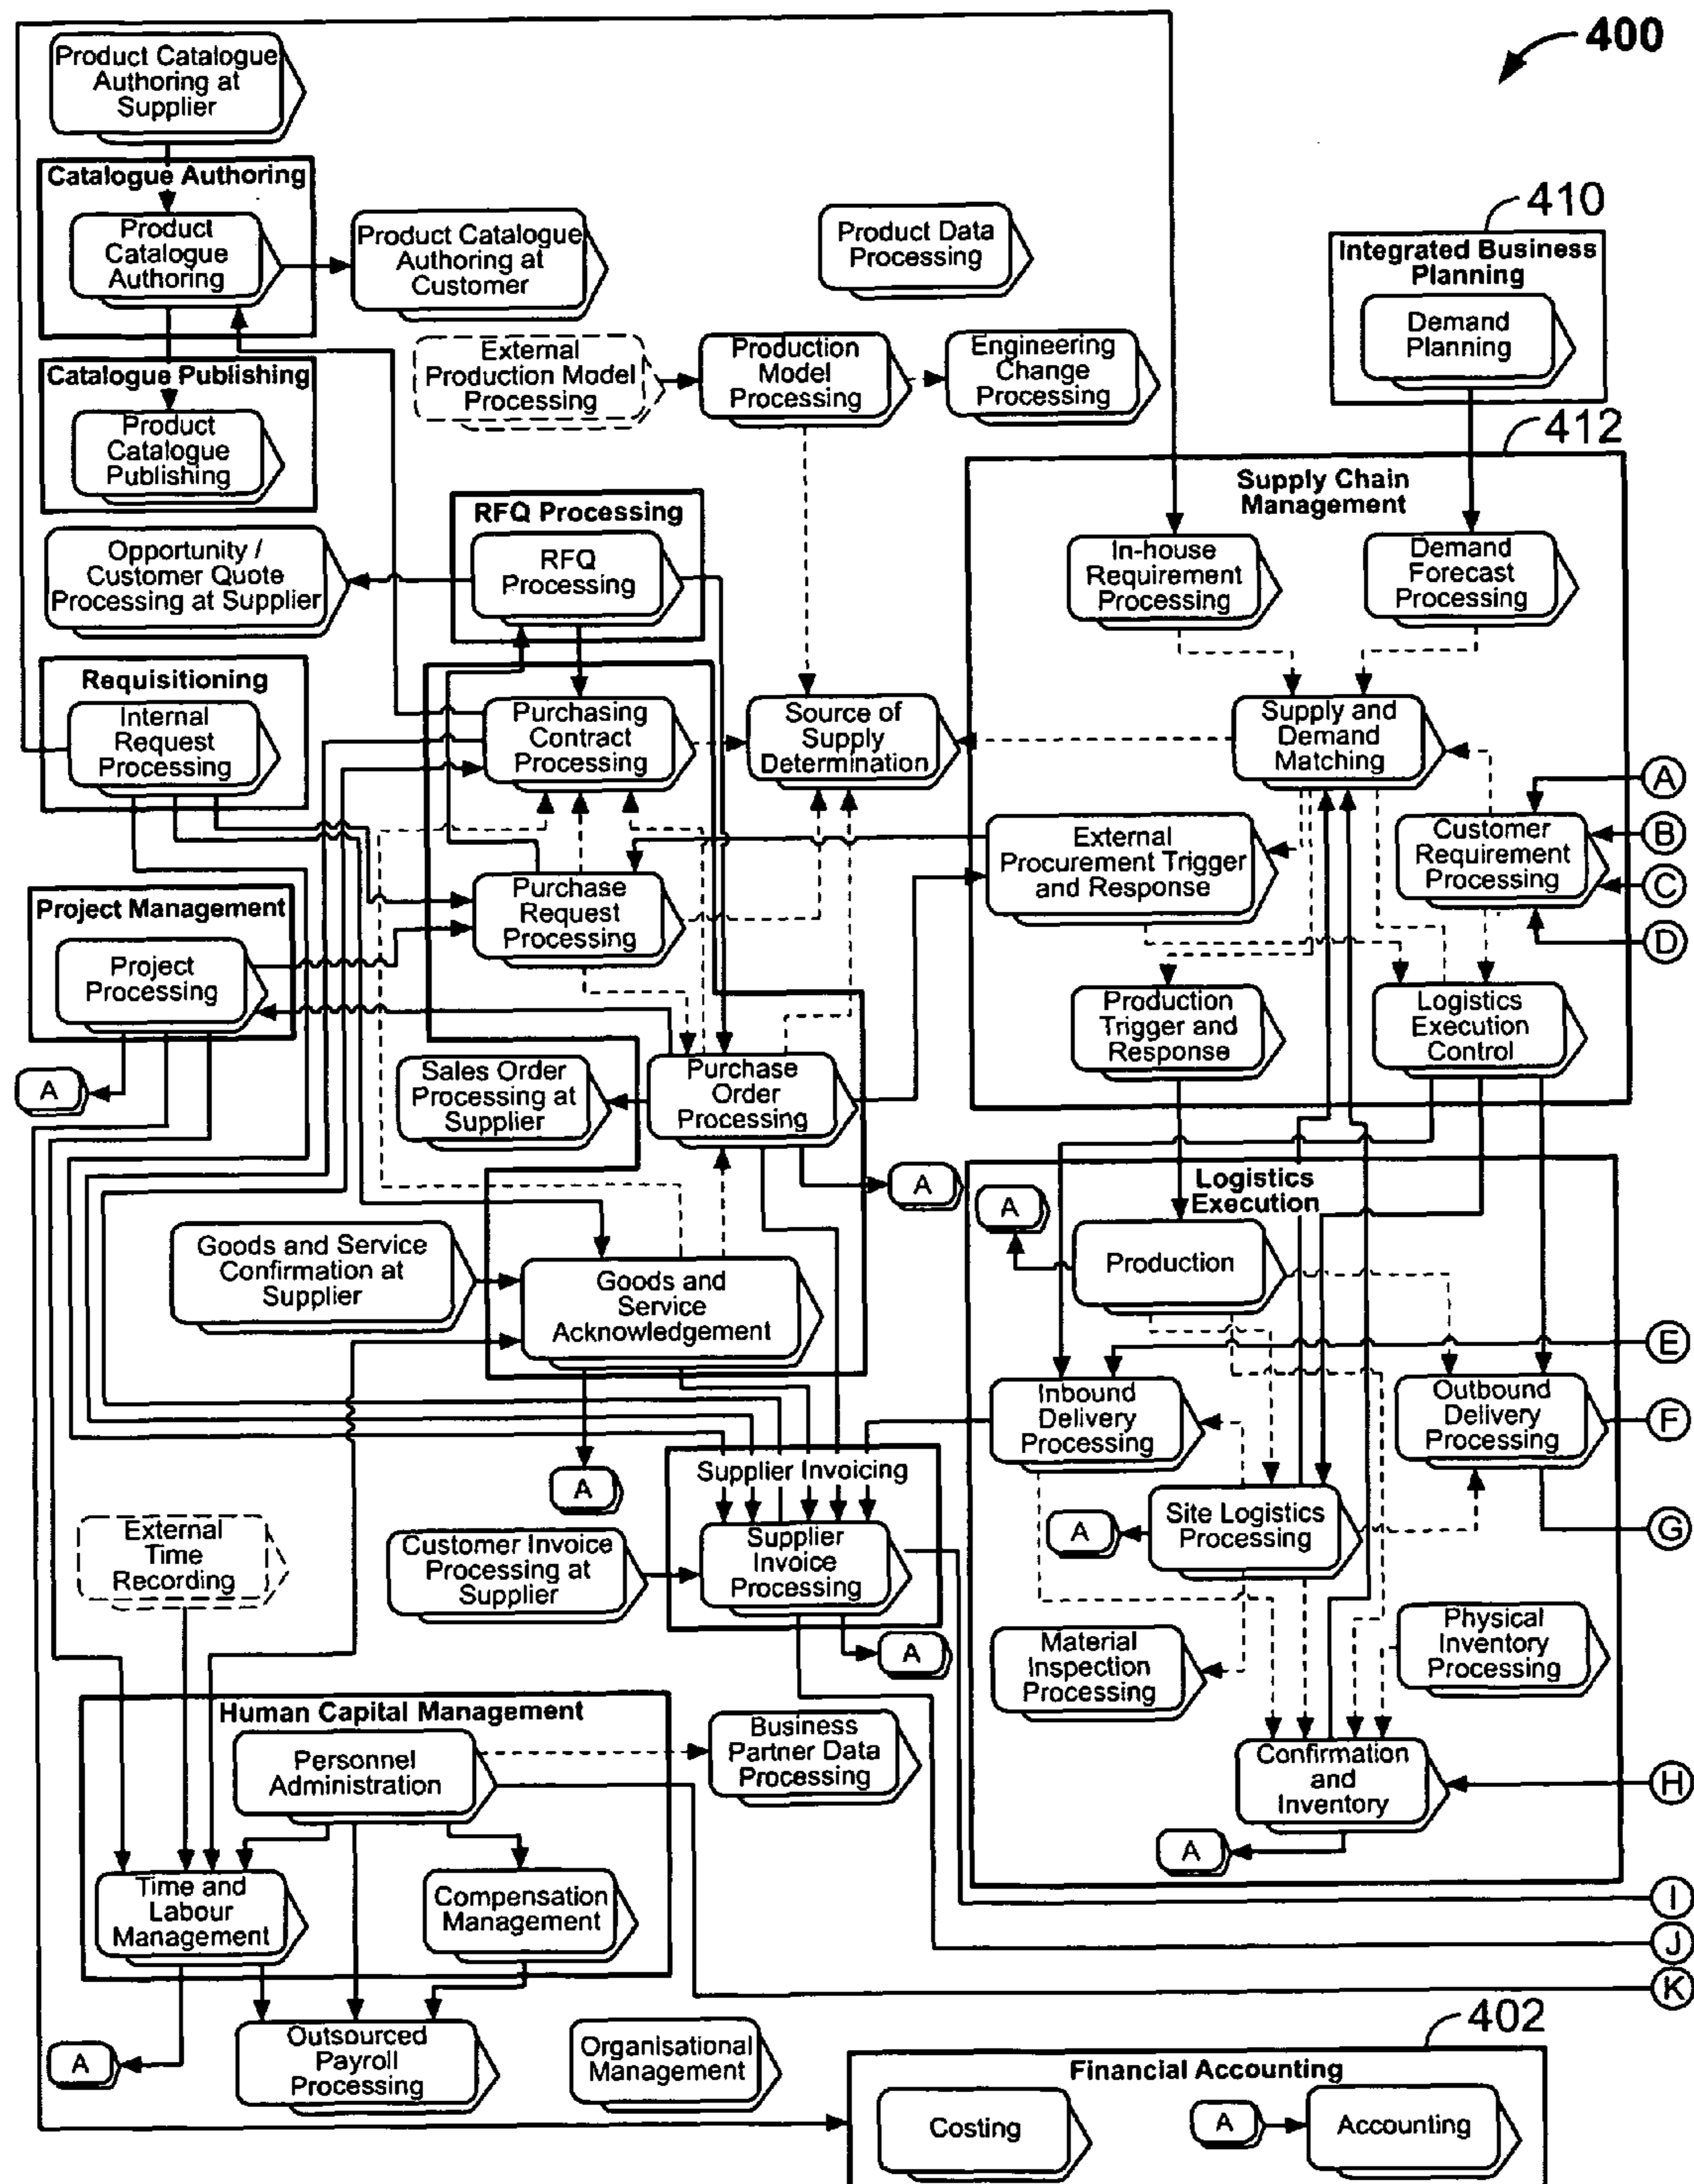 400
Product Catalogue
Authoring at
Supplier
Catalogue Authoring
Product
Catalogue
Authoring
Product Catalogue
Authoring at
Customer
Product Data
Processing
410
Integrated Business
Planning
Demand
Planning
External
Production Model
Processing
Production
Model
Processing
Engineering
Change
Processing
Catalogue Publishing
Product
Catalogue
Publishing
412
Supply Chain
Management
RFQ Processing
RFQ
Processing
Opportunity /
Customer Quote
Processing at Supplier
In-house
Requirement
Processing
Demand
Forecast
Processing
Requisitioning
Internal
Request
Processing
Purchasing
Contract
Processing
Source of
Supply
Determination
Supply and
Demand
Matching
A
B
C
D
External
Procurement Trigger
and Response
Customer
Requirement
Processing
Purchase
Request
Processing
Project Management
Project
Processing
Production
Trigger and
Response
Logistics
Execution
Control
A
Sales Order
Processing at
Supplier
Purchase
Order
Processing
A
Logistics
Execution
A
Production
Goods and Service
Confirmation at
Supplier
Goods and
Service
Acknowledgement
E
Inbound
Delivery
Processing
Outbound
Delivery
Processing
F
A
Supplier Invoicing
Supplier
Invoice
Processing
Site Logistics
Processing
A
G
External
Time
Recording
Customer Invoice
Processing at
Supplier
A
Material
Inspection
Processing
Physical
Inventory
Processing
Human Capital Management
Personnel
Administration
Business
Partner Data
Processing
Confirmation
and
Inventory
H
A
Time and
Labour
Management
Compensation
Management
I
J
K
A
Outsourced
Payroll
Processing
Organisational
Management
402
Financial Accounting
Costing
A
Accounting